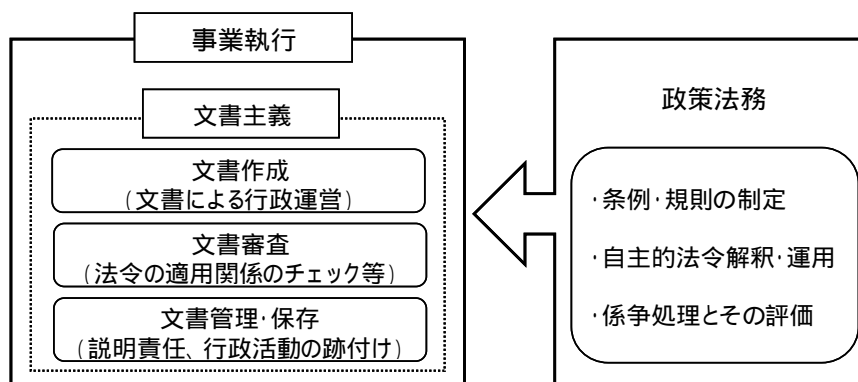 事業執行
文書主義
文書作成
(文書による行政運営)
文書審査
(法令の適用関係のチェック等)
文書管理・保存
(説明責任、行政活動の跡付け)
政策法務
・条例・規則の制定
・自主的法令解釈・運用
・係争処理とその評価